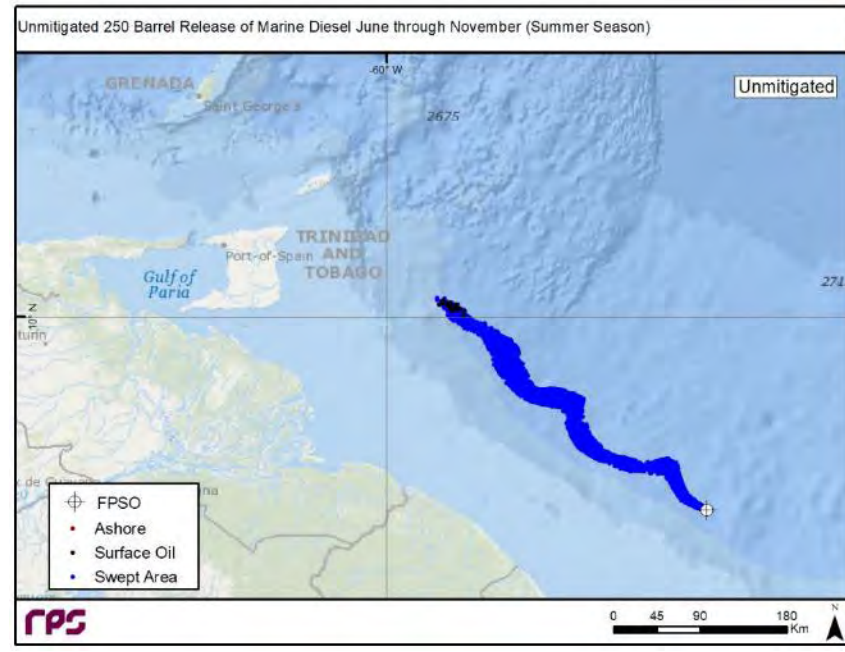 Unmitigated 250 Barrel Release of Marine Diesel June through November (Summer Season)
-60° W
Unmitigated
GRENADA
Saint George's
2675
TRINIDAD
AND
TOBAGO
Port-of-Spain
Gulf of
Paria
271
10° N
turin
FPSO
Ashore
Surface Oil
Swept Area
na
rps
0 45 90 180
Km
N